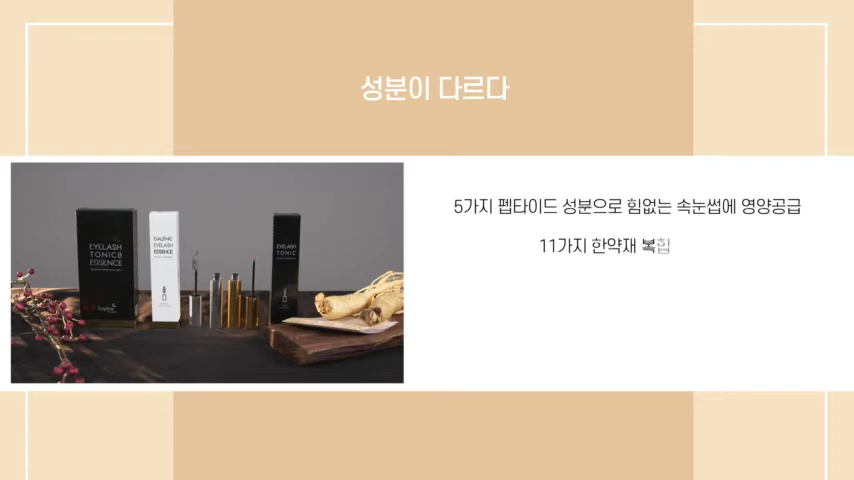 성분이 다르다
5가지 펩타이드 성분으로 힘없는 속눈썹에 영양공급
11가지 한약재 복합
EYELASH
TONIC&
ESSENCE
GALENIC
EYELASH
ESSENCE
EYELASH
TONIC